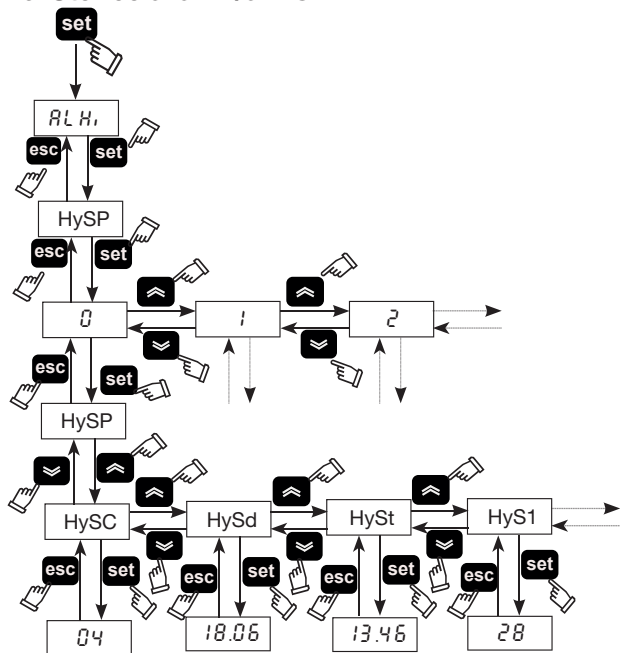 set
ALHi
esc set
HySP
esc set
0 1 2
esc
set
HySP
HySC HySd HySt HyS1
esc set esc set esc set esc set
04 18.06 13.46 28